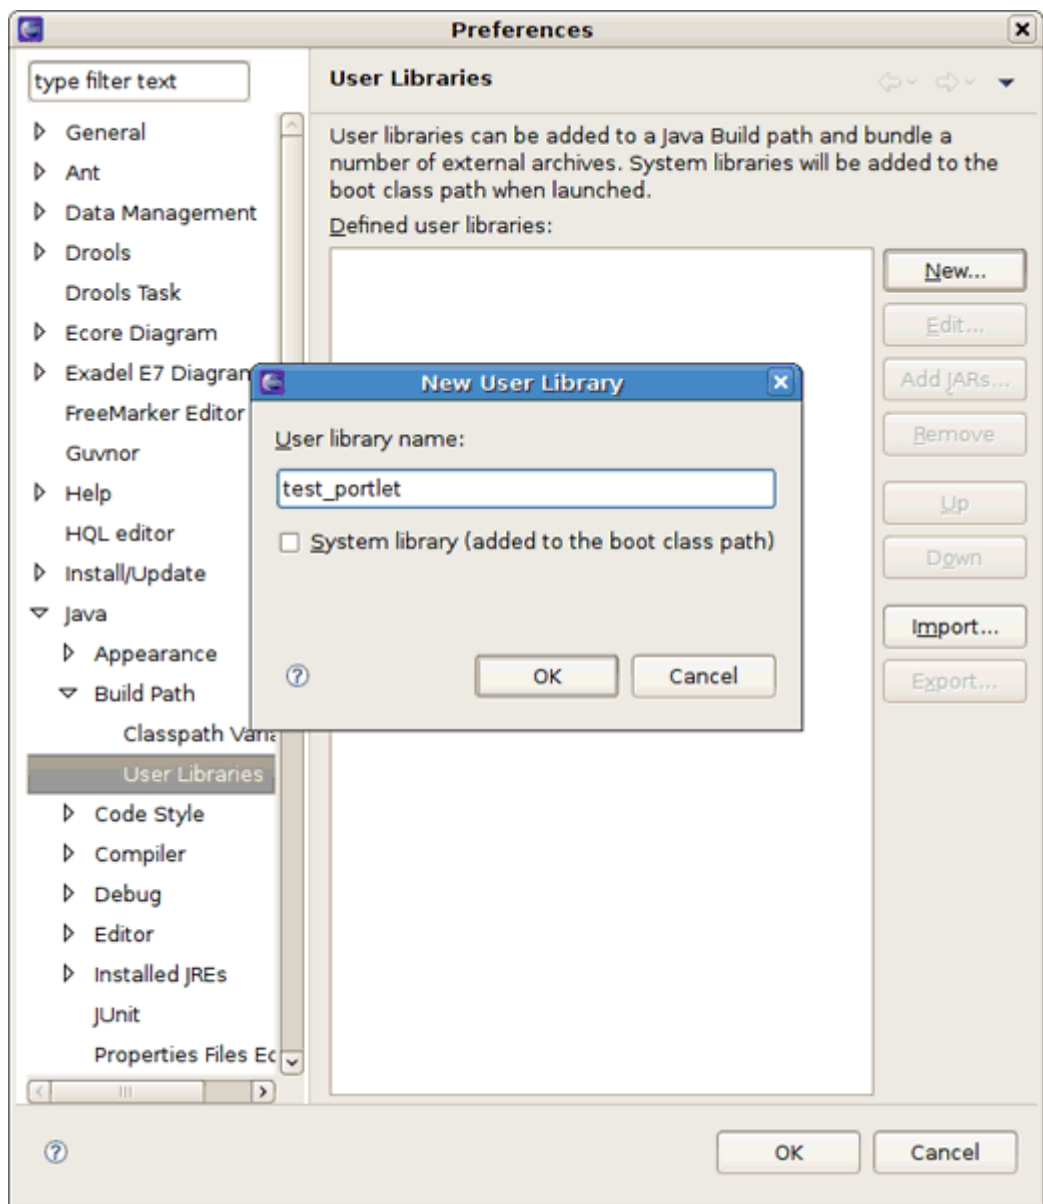 Preferences
type filter text
General
Ant
Data Management
Drools
Drools Task
Ecore Diagram
Exadel E7 Diagran
FreeMarker Editor
Guvnor
Help
HQL editor
Install/Update
Java
Appearance
Build Path
Classpath Varia
User Libraries
Code Style
Compiler
Debug
Editor
Installed JREs
JUnit
Properties Files Ec
User Libraries
User libraries can be added to a Java Build path and bundle a
number of external archives. System libraries will be added to the
boot class path when launched.
Defined user libraries:
New...
Edit...
Add JARs...
Remove
Up
Down
Import...
Export...
New User Library
User library name:
test_portlet
System library (added to the boot class path)
OK
Cancel
OK
Cancel